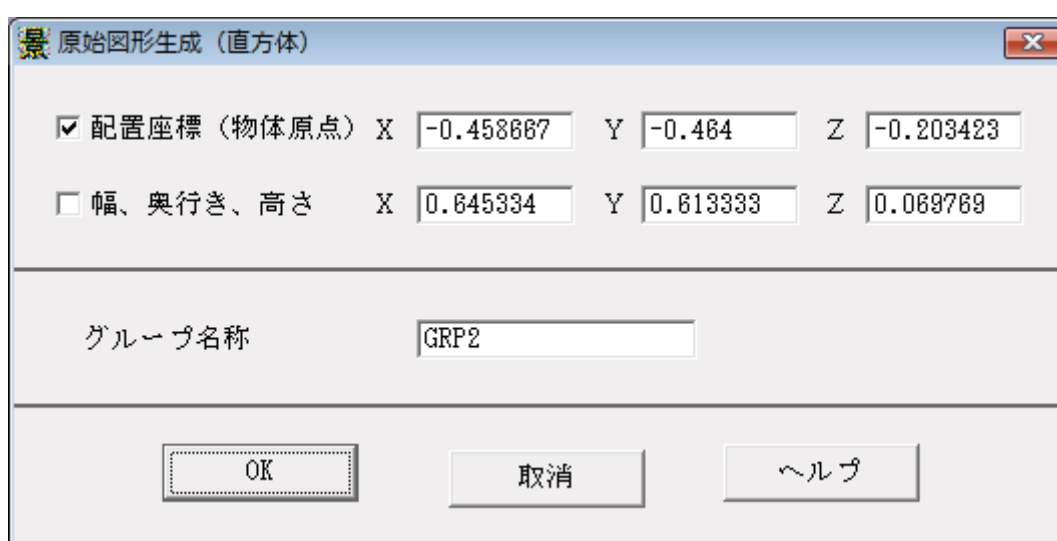 景 原始図形生成（直方体）
配置座標（物体原点） X -0.458667 Y -0.464 Z -0.203423
幅、奥行き、高さ X 0.645334 Y 0.613333 Z 0.069769
グループ名称 GRP2
OK 取消 ヘルプ